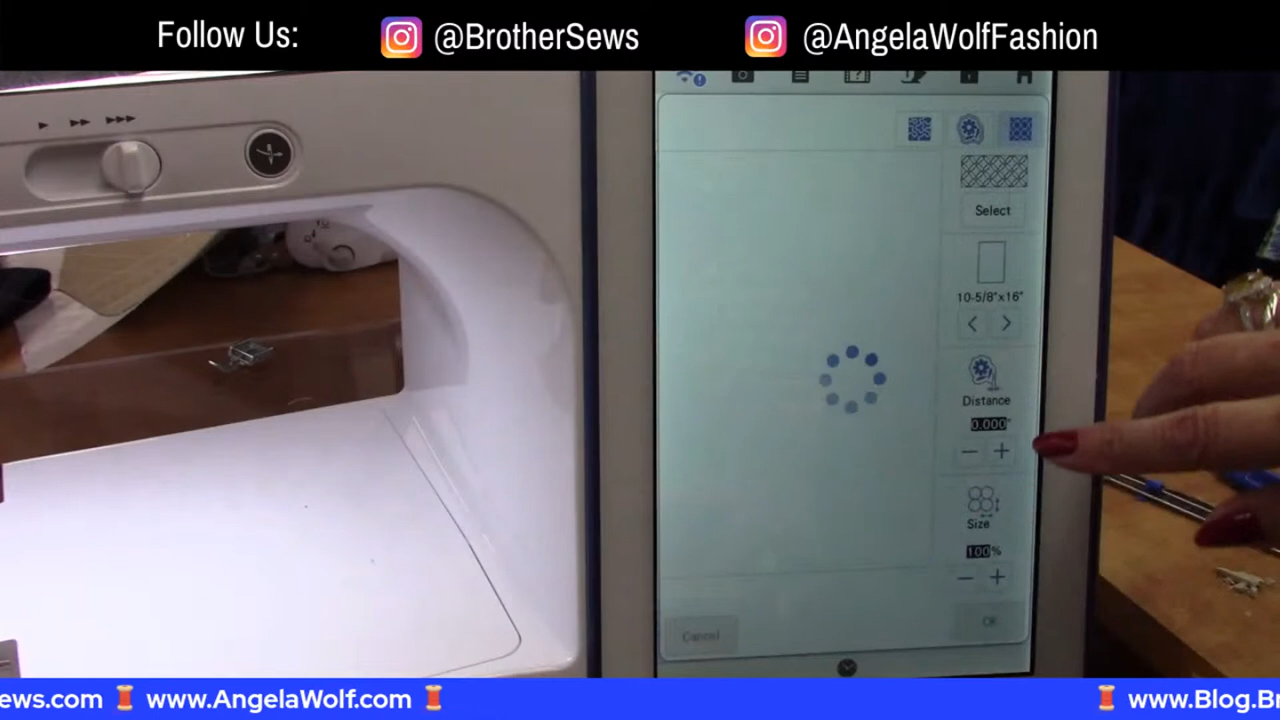 Follow Us: @BrotherSews @AngelaWolfFashion
Select
10-5/8"x16"
Distance
0.000"
Size
100%
Cancel
OK
ews.com www.AngelaWolf.com www.Blog.Br